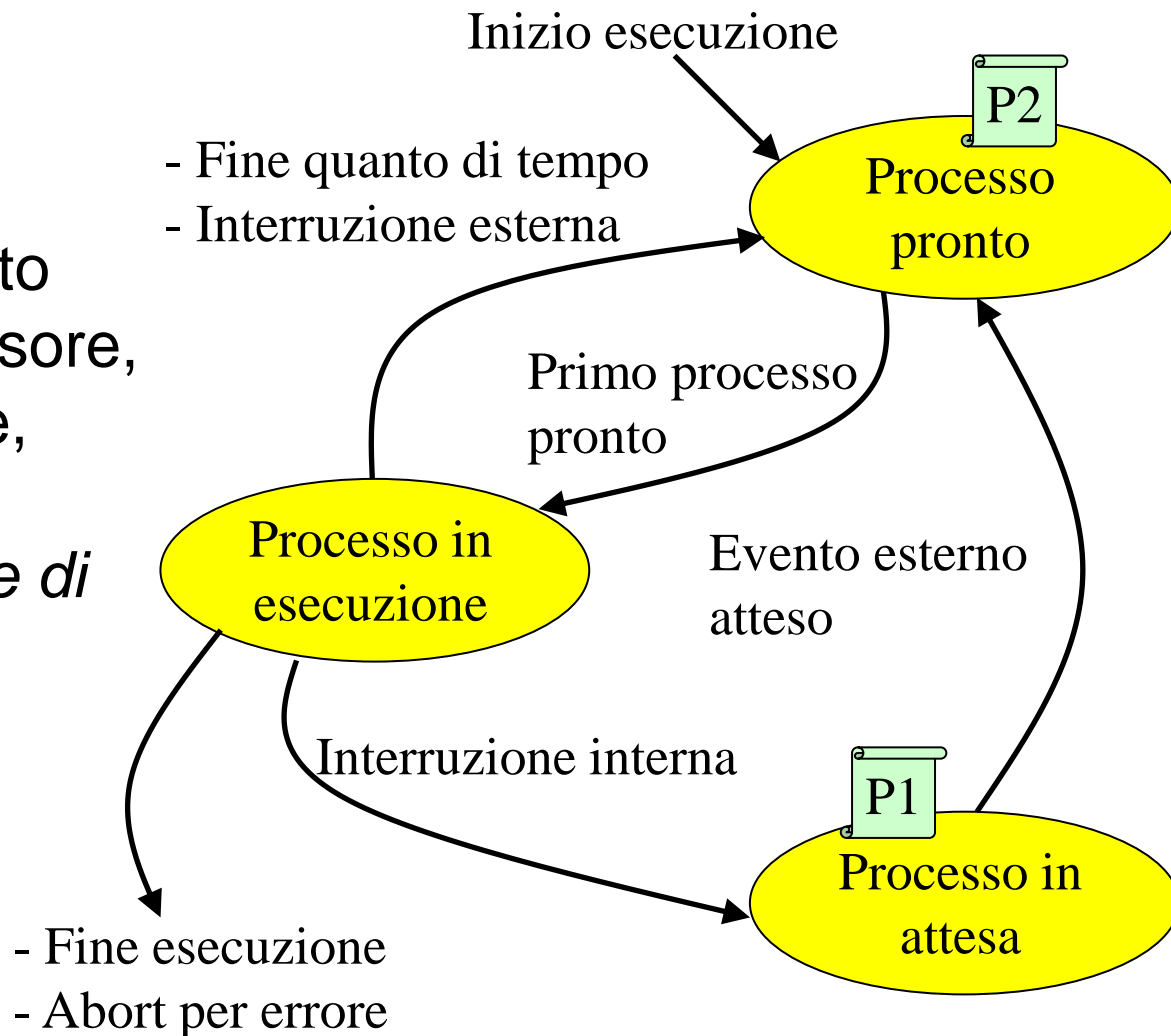 Inizio esecuzione
P2
- Fine quanto di tempo
- Interruzione esterna
Processo
pronto
to
sore,
e,
e di
Primo processo
pronto
Processo in
esecuzione
Evento esterno
atteso
Interruzione interna
P1
Processo in
attesa
- Fine esecuzione
- Abort per errore